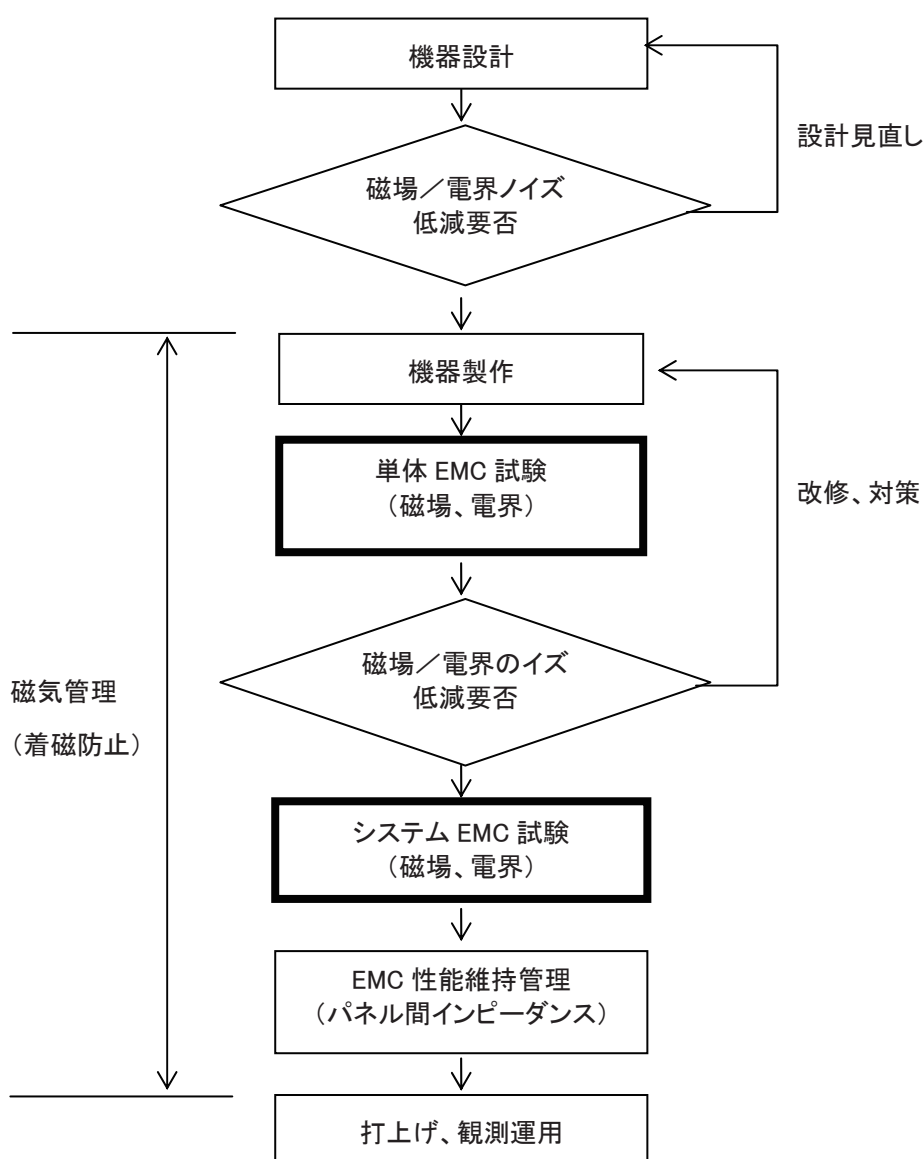 機器設計
設計見直し
磁場／電界ノイズ
低減要否
機器製作
単体 EMC 試験
（磁場、電界）
改修、対策
磁場／電界のイズ
低減要否
磁気管理
（着磁防止）
システム EMC 試験
（磁場、電界）
EMC 性能維持管理
（パネル間インピーダンス）
打上げ、観測運用